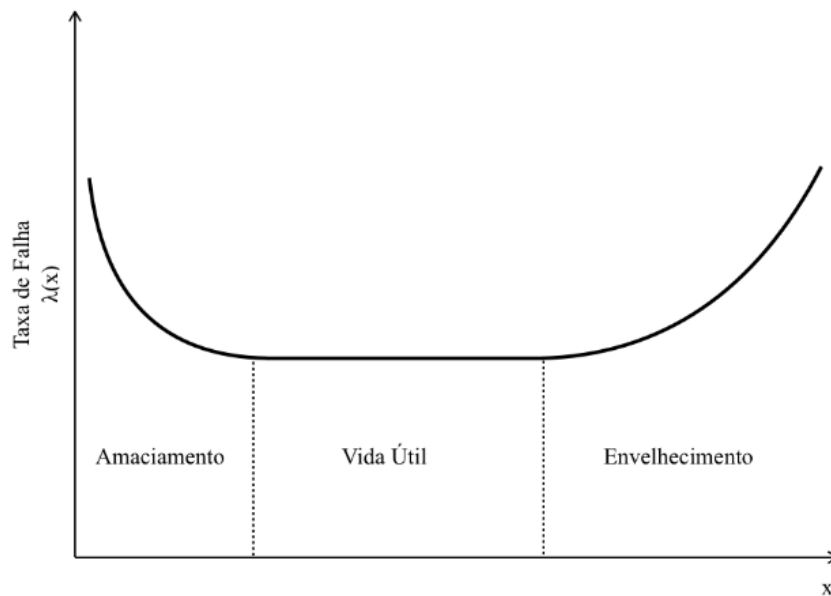 Taxa de Falha
λ(x)
Amaciamento
Vida Útil
Envelhecimento
x